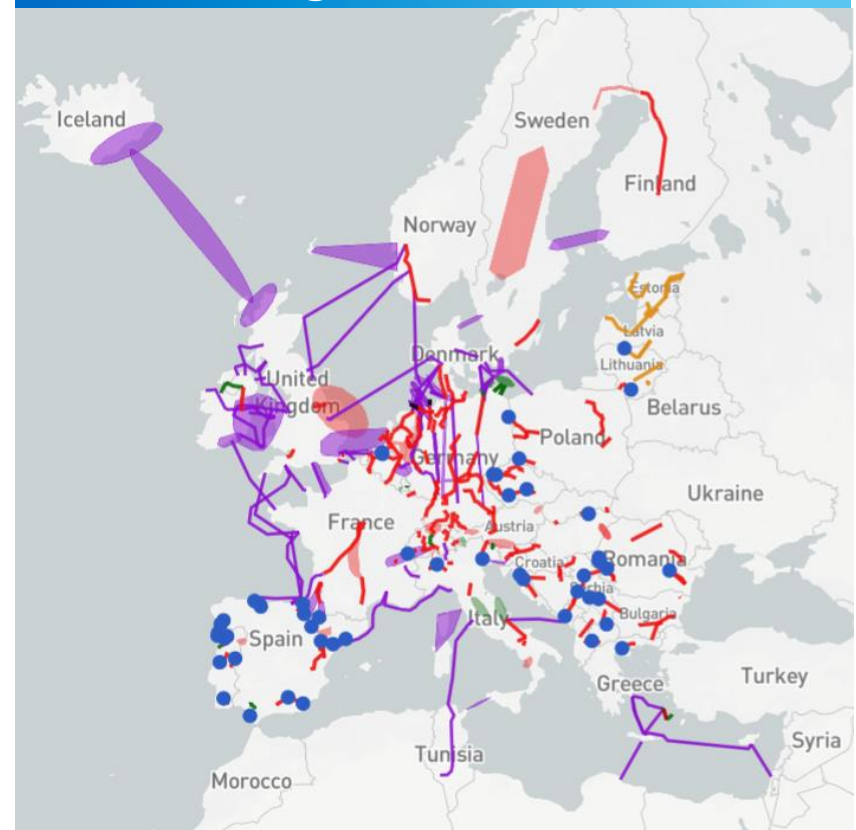 Iceland
Sweden
Finland
Norway
Estonia
Latvia
Denmark
Lithuania
United
Kingdom
Belarus
Poland
Germany
Ukraine
France
Austria
Croatia
Romania
Serbia
Bulgaria
Italy
Spain
Greece
Turkey
Syria
Tunisia
Morocco